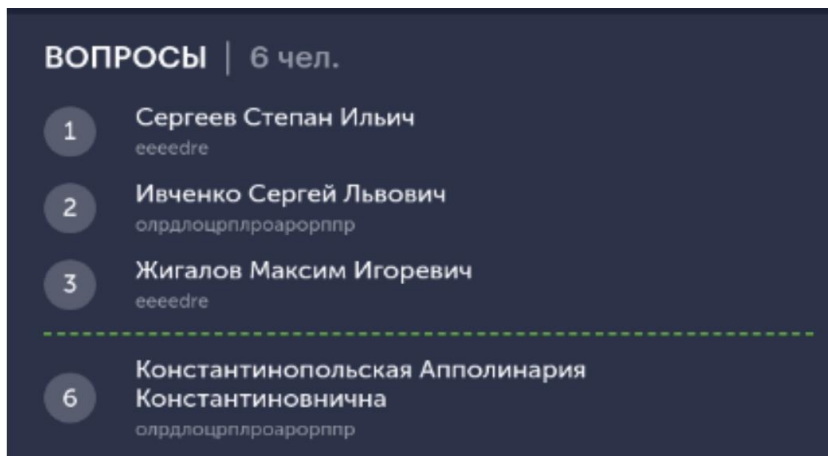 ВОПРОСЫ | 6 чел.
1 Сергеев Степан Ильич
eeeedre
2 Ивченко Сергей Львович
олрдлоцрплроарорппр
3 Жигалов Максим Игоревич
eeeedre
6 Константинопольская Апполинария
Константиновнична
олрдлоцрплроарорппр